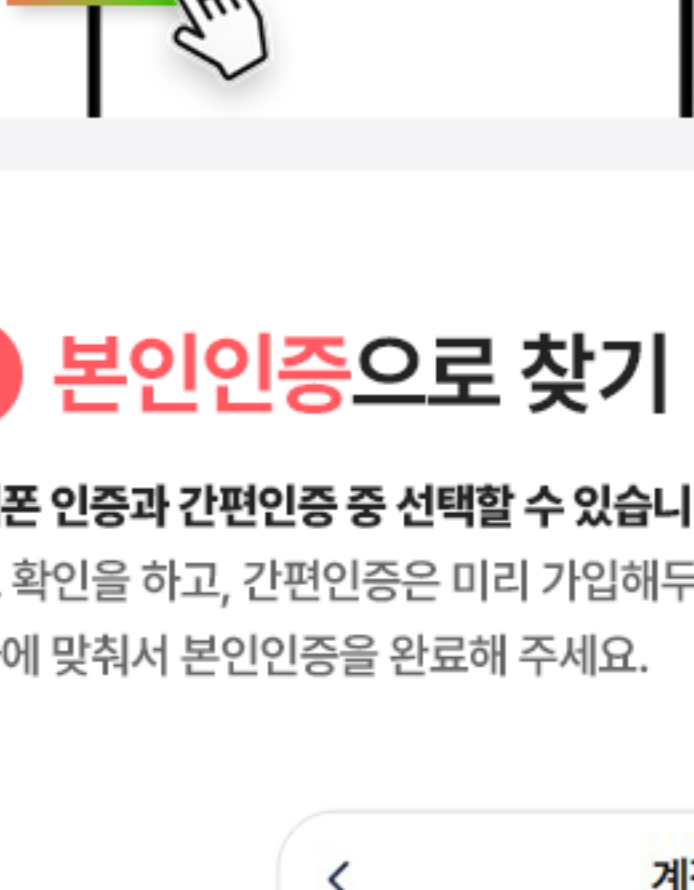 본인인증으로 찾기
폰 인증과 간편인증 중 선택할 수 있습니
확인을 하고, 간편인증은 미리 가입해두
에 맞춰서 본인인증을 완료해 주세요.
계